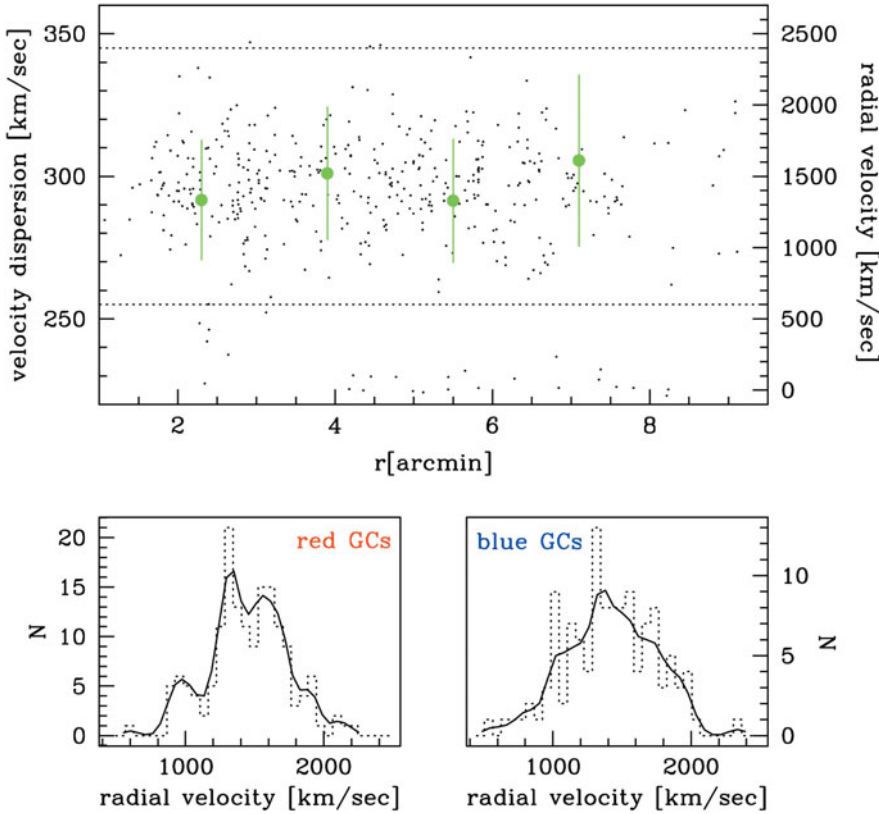 350
300
250
velocity dispersion [km/sec]
2500
2000
1500
1000
500
0
radial velocity [km/sec]
2 4 6 8
r[arcmin]
20
15
10
5
0
N
red GCs
1000 2000
radial velocity [km/sec]
blue GCs
10
5
0
N
1000 2000
radial velocity [km/sec]